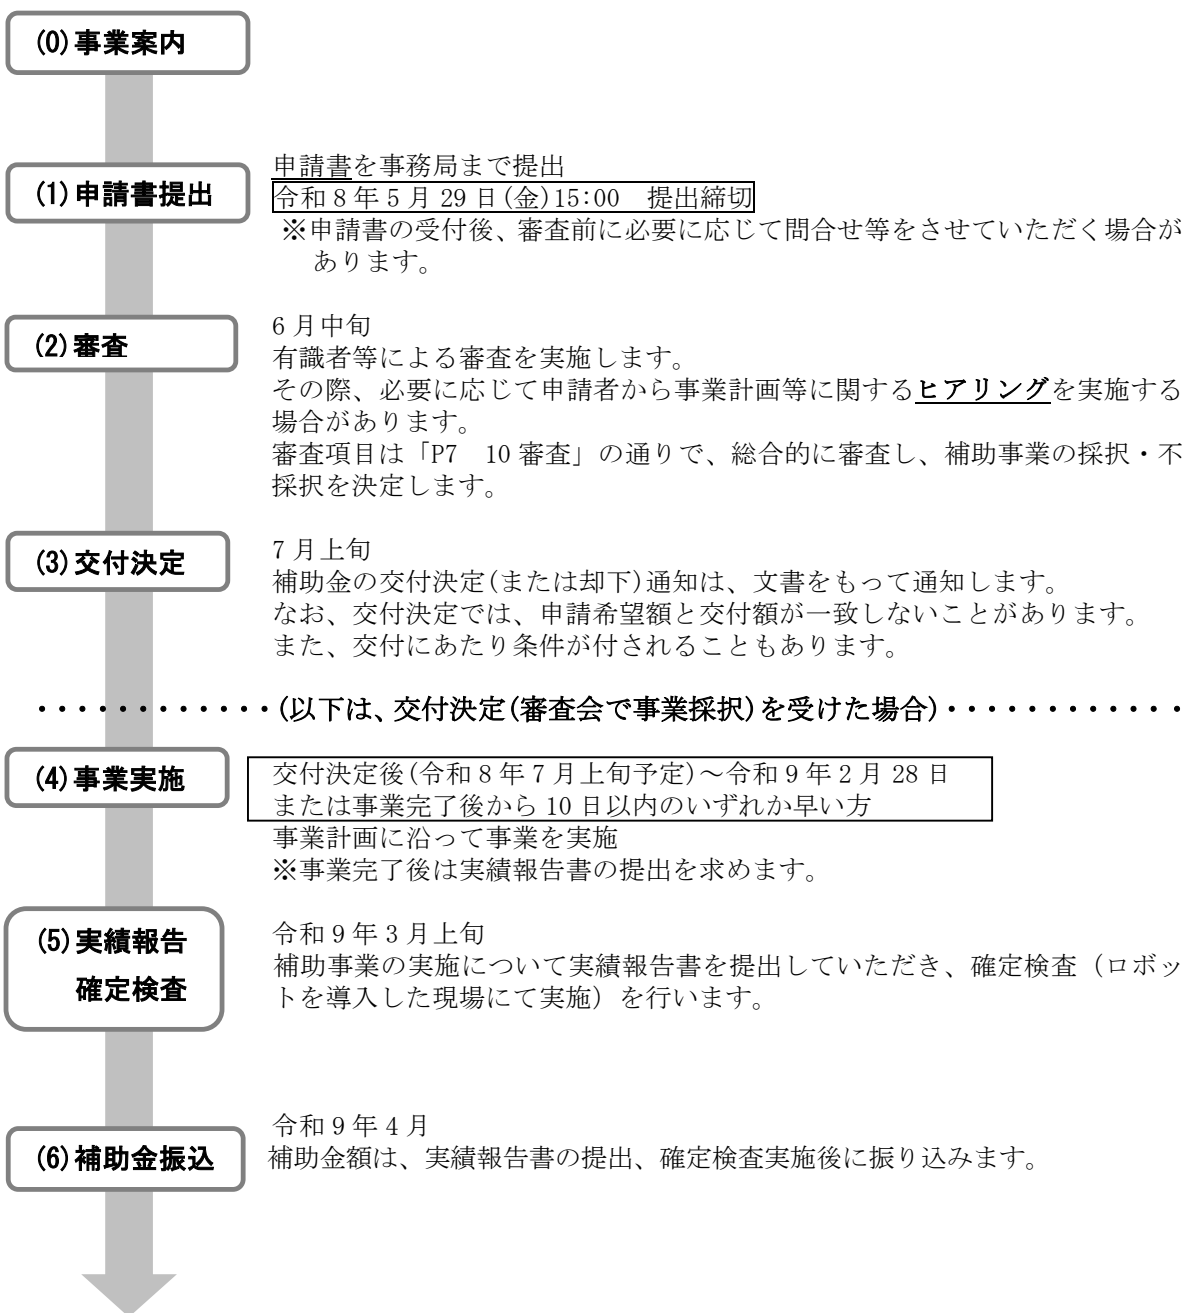 (0)事業案内
(1)申請書提出
申請書を事務局まで提出
令和8年5月29日(金)15:00　提出締切
※申請書の受付後、審査前に必要に応じて問合せ等をさせていただく場合が
あります。
(2)審査
6月中旬
有識者等による審査を実施します。
その際、必要に応じて申請者から事業計画等に関するヒアリングを実施する
場合があります。
審査項目は「P7　10審査」の通りで、総合的に審査し、補助事業の採択・不
採択を決定します。
(3)交付決定
7月上旬
補助金の交付決定(または却下)通知は、文書をもって通知します。
なお、交付決定では、申請希望額と交付額が一致しないことがあります。
また、交付にあたり条件が付されることもあります。
・・・・・・・・・・・・(以下は、交付決定(審査会で事業採択)を受けた場合)・・・・・・・・・・・・
(4)事業実施
交付決定後(令和8年7月上旬予定)～令和9年2月28日
または事業完了後から10日以内のいずれか早い方
事業計画に沿って事業を実施
※事業完了後は実績報告書の提出を求めます。
(5)実績報告
確定検査
令和9年3月上旬
補助事業の実施について実績報告書を提出していただき、確定検査（ロボッ
トを導入した現場にて実施）を行います。
(6)補助金振込
令和9年4月
補助金額は、実績報告書の提出、確定検査実施後に振り込みます。